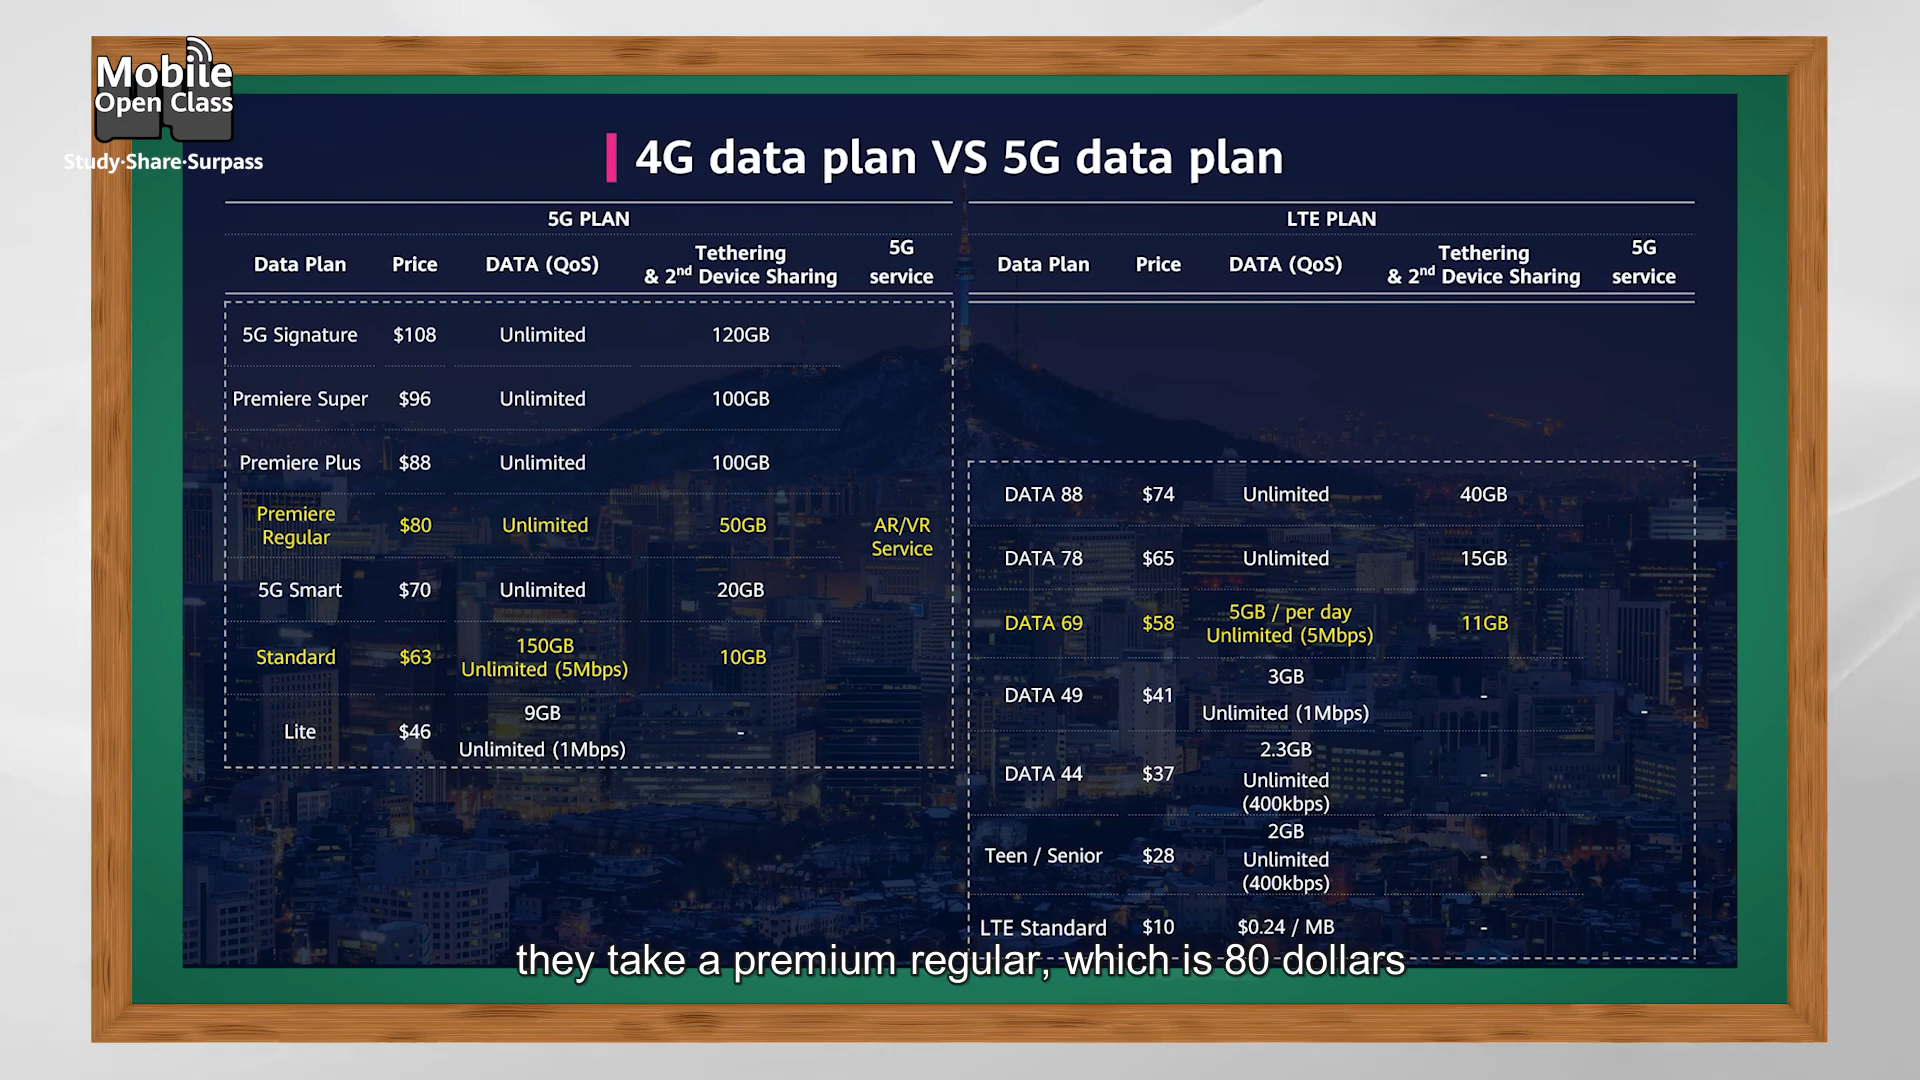 Mobile
Open Class
Study·Share·Surpass
4G data plan VS 5G data plan
5G PLAN
Data Plan Price DATA (QoS) Tethering & 2nd Device Sharing 5G service
5G Signature $108 Unlimited 120GB
Premiere Super $96 Unlimited 100GB
Premiere Plus $88 Unlimited 100GB
Premiere Regular $80 Unlimited 50GB AR/VR Service
5G Smart $70 Unlimited 20GB
Standard $63 150GB Unlimited (5Mbps) 10GB
Lite $46 9GB Unlimited (1Mbps) -
LTE PLAN
Data Plan Price DATA (QoS) Tethering & 2nd Device Sharing 5G service
DATA 88 $74 Unlimited 40GB
DATA 78 $65 Unlimited 15GB
DATA 69 $58 5GB / per day Unlimited (5Mbps) 11GB
DATA 49 $41 3GB Unlimited (1Mbps) - -
DATA 44 $37 2.3GB Unlimited (400kbps) -
Teen / Senior $28 2GB Unlimited (400kbps) -
LTE Standard $10 $0.24 / MB -
they take a premium regular, which is 80 dollars